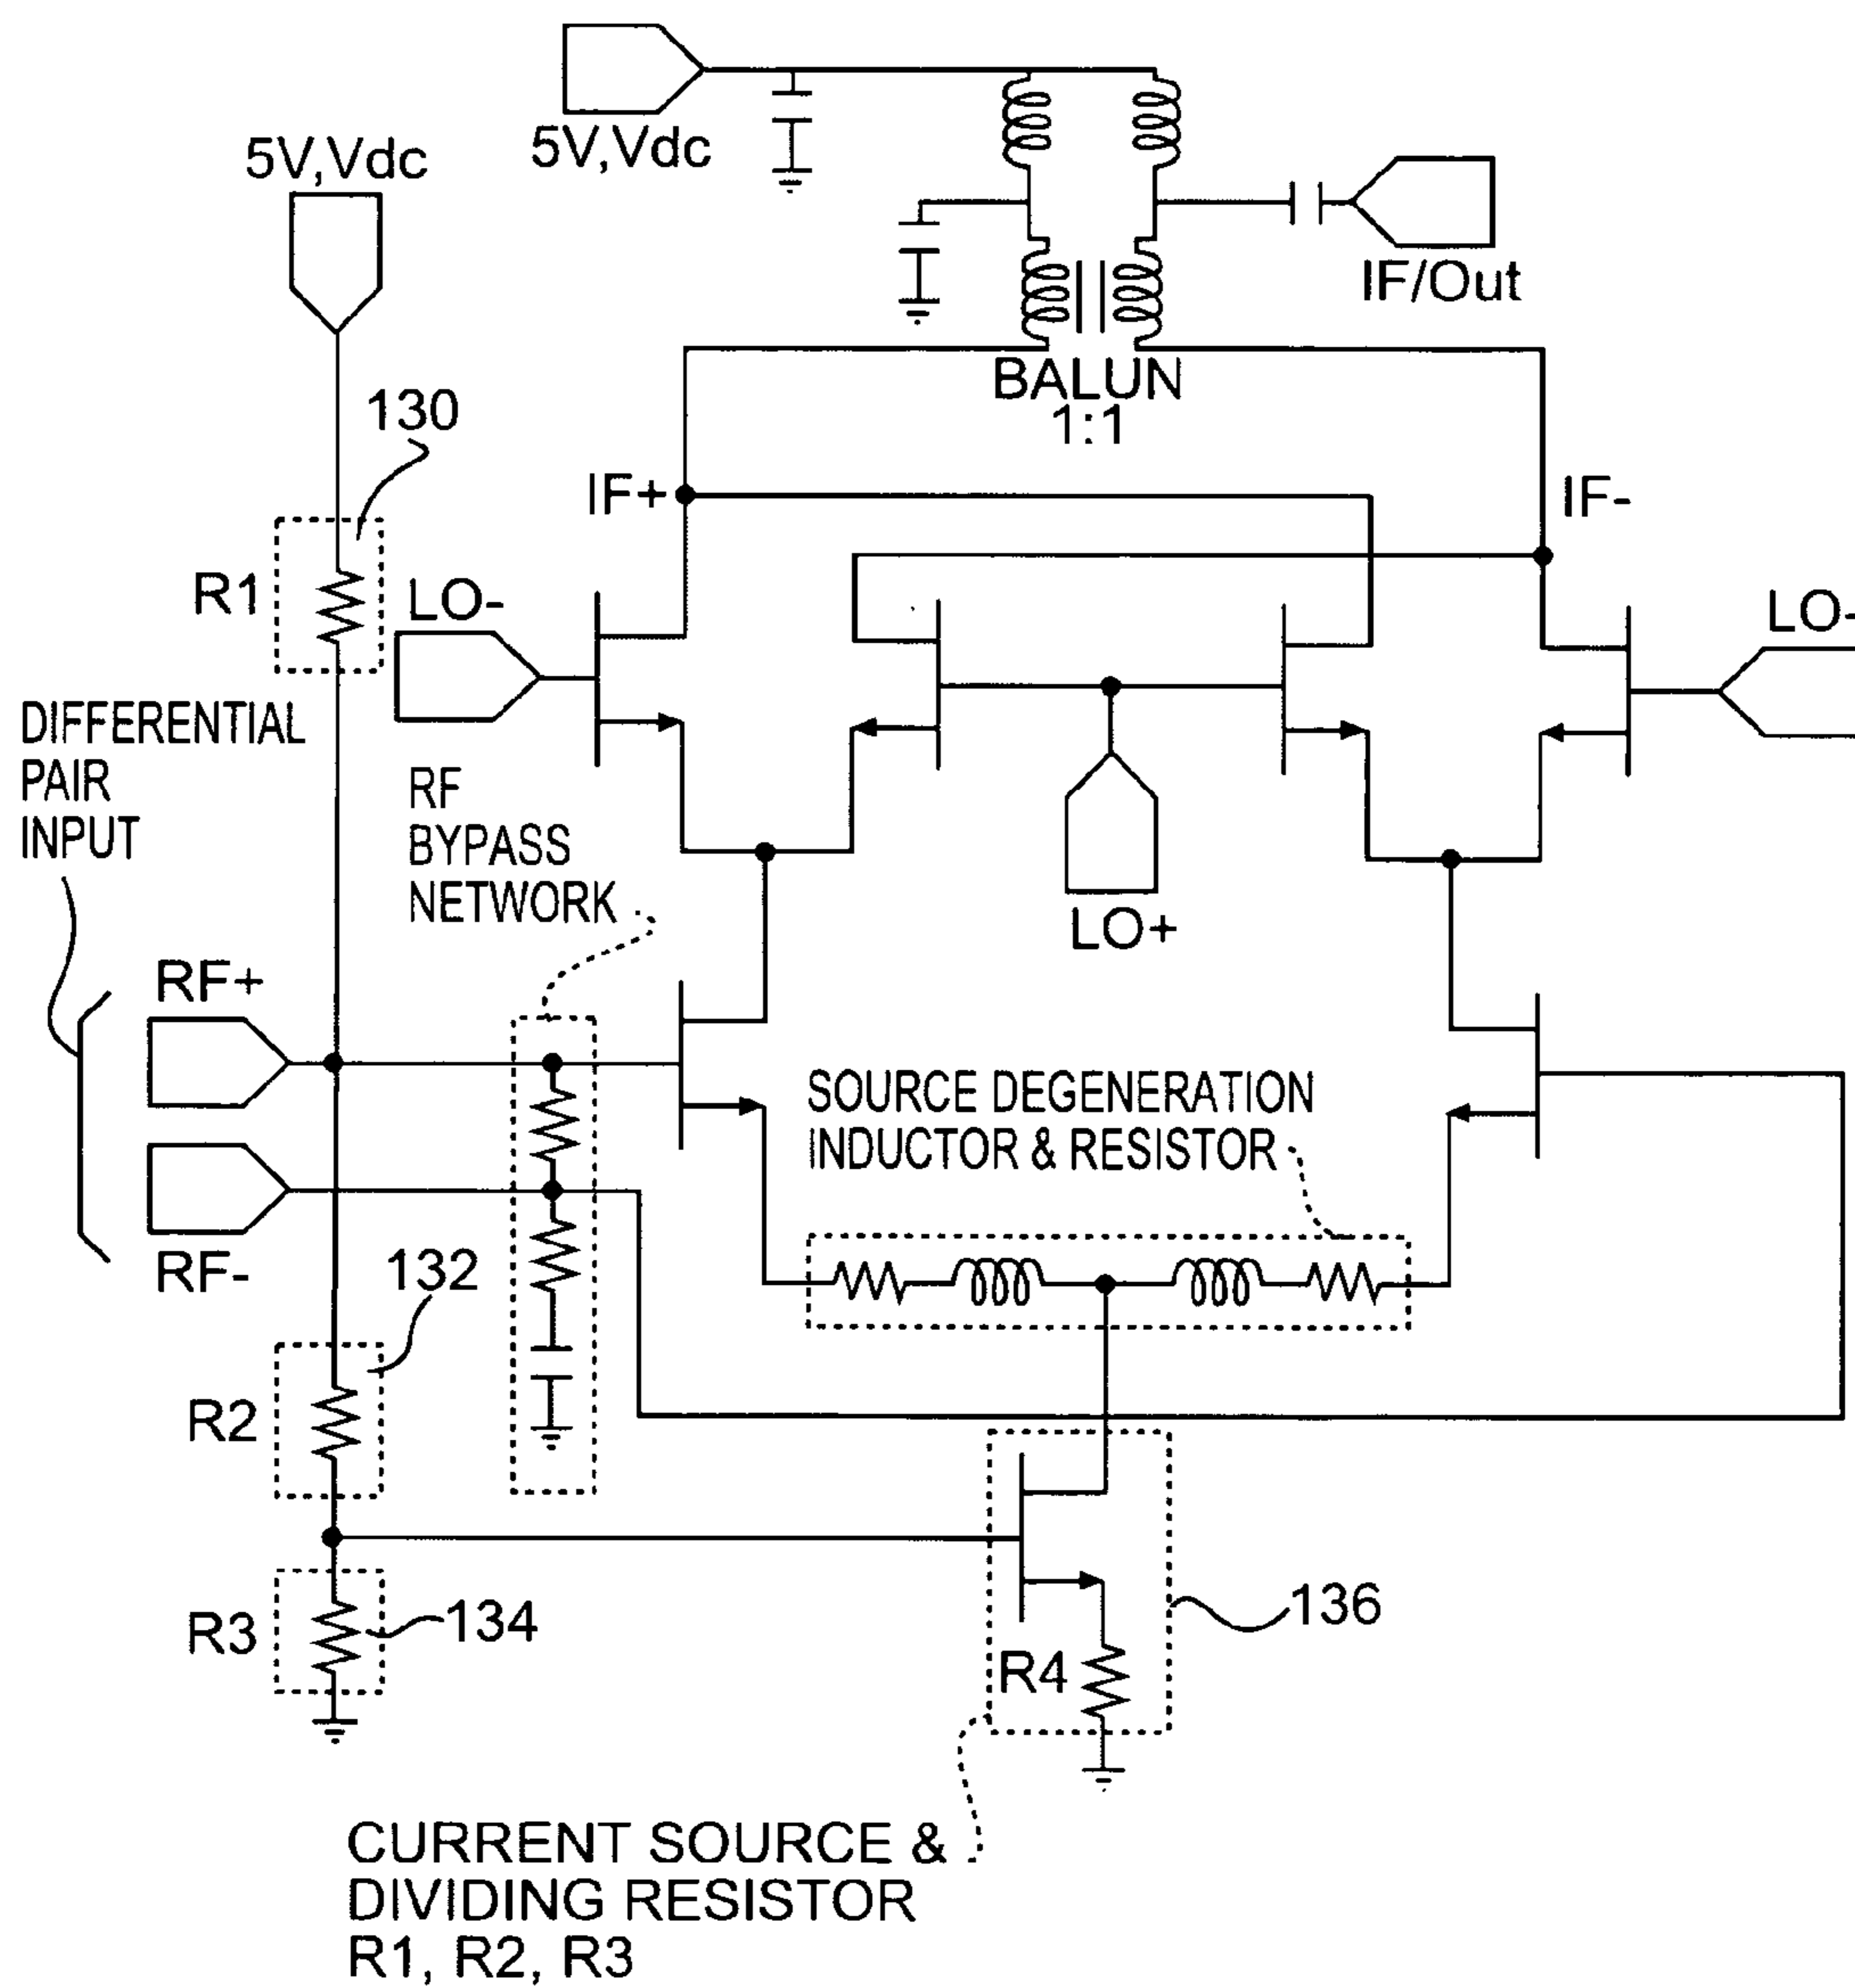 5V,Vdc
5V,Vdc
IF/Out
BALUN
1:1
130
IF+
IF-
R1
LO-
LO-
DIFFERENTIAL
PAIR
INPUT
RF
BYPASS
NETWORK
LO+
RF+
SOURCE DEGENERATION
INDUCTOR & RESISTOR
RF-
132
R2
R3
134
136
R4
CURRENT SOURCE &
DIVIDING RESISTOR
R1, R2, R3